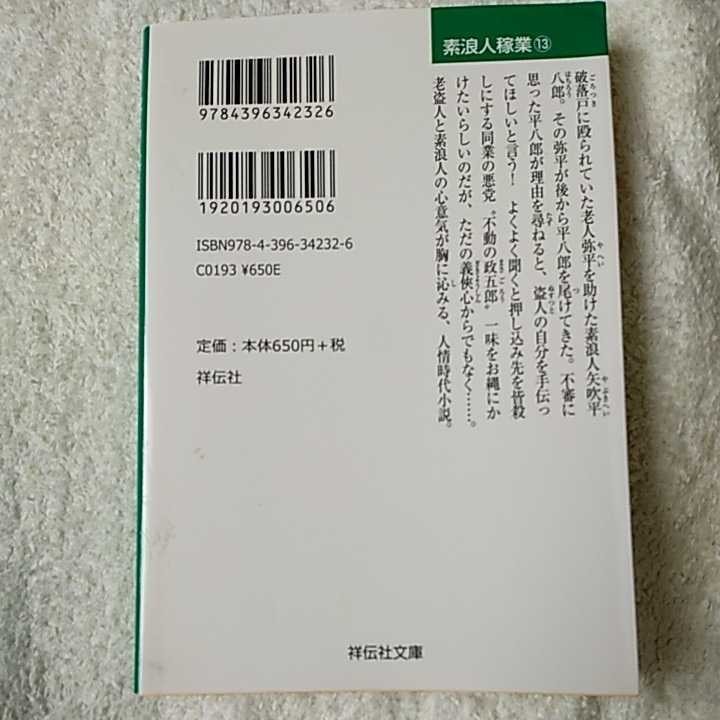 素浪人稼業⑬
破落戸に殴られていた老人弥平を助けた素浪人矢吹平
八郎。その弥平が後から平八郎を尾けてきた。不審に
思った平八郎が理由を尋ねると、盗人の自分を手伝っ
てほしいと言う! よくよく聞くと押し込み先を皆殺
しにする同業の悪党〝不動の政五郎〟一味をお縄にか
けたいらしいのだが、ただの義俠心からでもなく……。
老盗人と素浪人の心意気が胸に沁みる、人情時代小説。
9784396342326
1920193006506
ISBN978-4-396-34232-6
C0193 ¥650E
定価:本体650円+税
祥伝社
祥伝社文庫